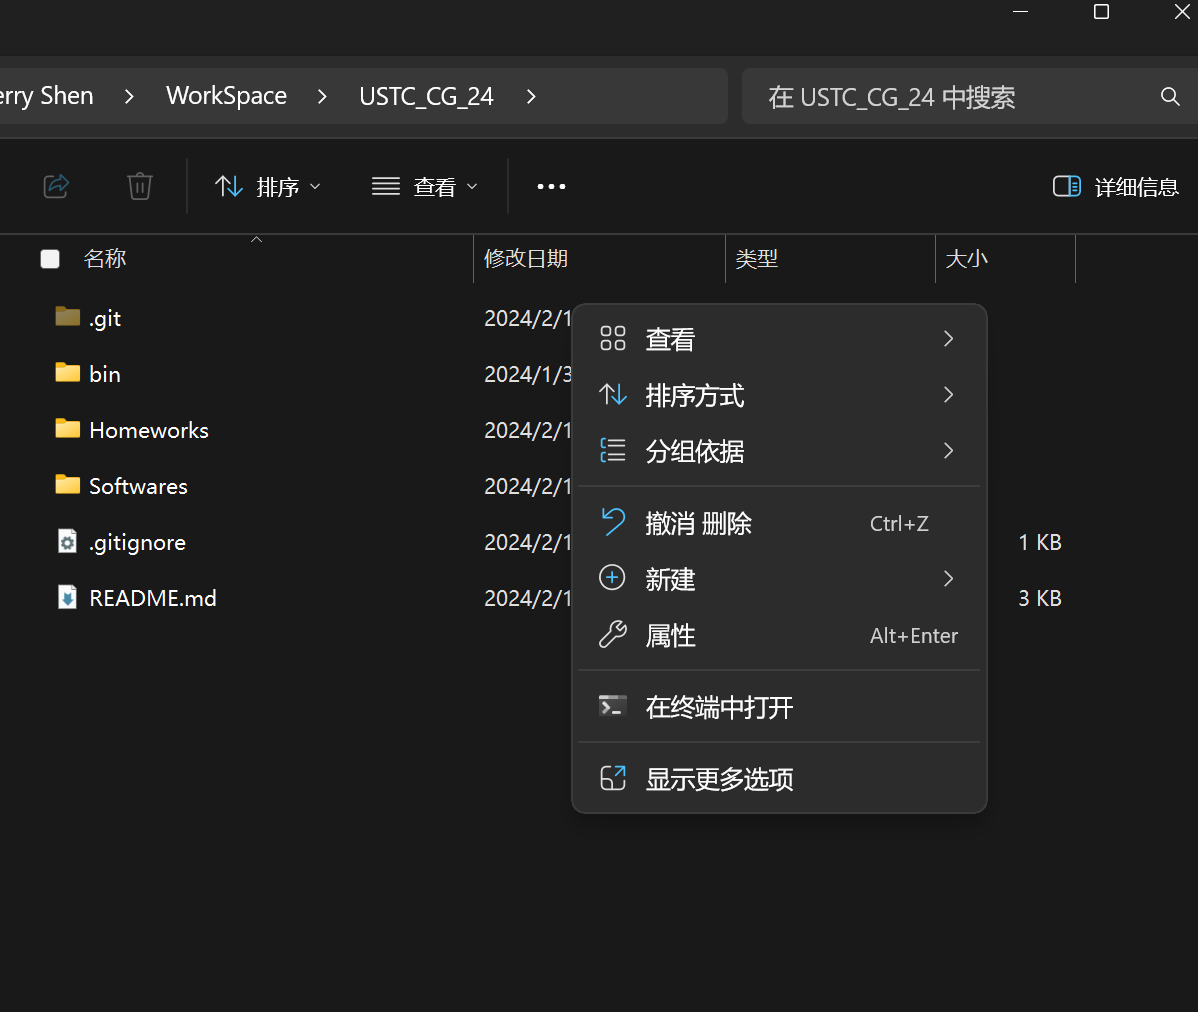 erry Shen > WorkSpace > USTC_CG_24 > 在 USTC_CG_24 中搜索
排序 查看 ••• 详细信息
名称 修改日期 类型 大小
.git 2024/2/1
bin 2024/1/3
Homeworks 2024/2/1
Softwares 2024/2/1
.gitignore 2024/2/1 1 KB
README.md 2024/2/1 3 KB
查看
排序方式
分组依据
撤消 删除 Ctrl+Z
新建
属性 Alt+Enter
在终端中打开
显示更多选项